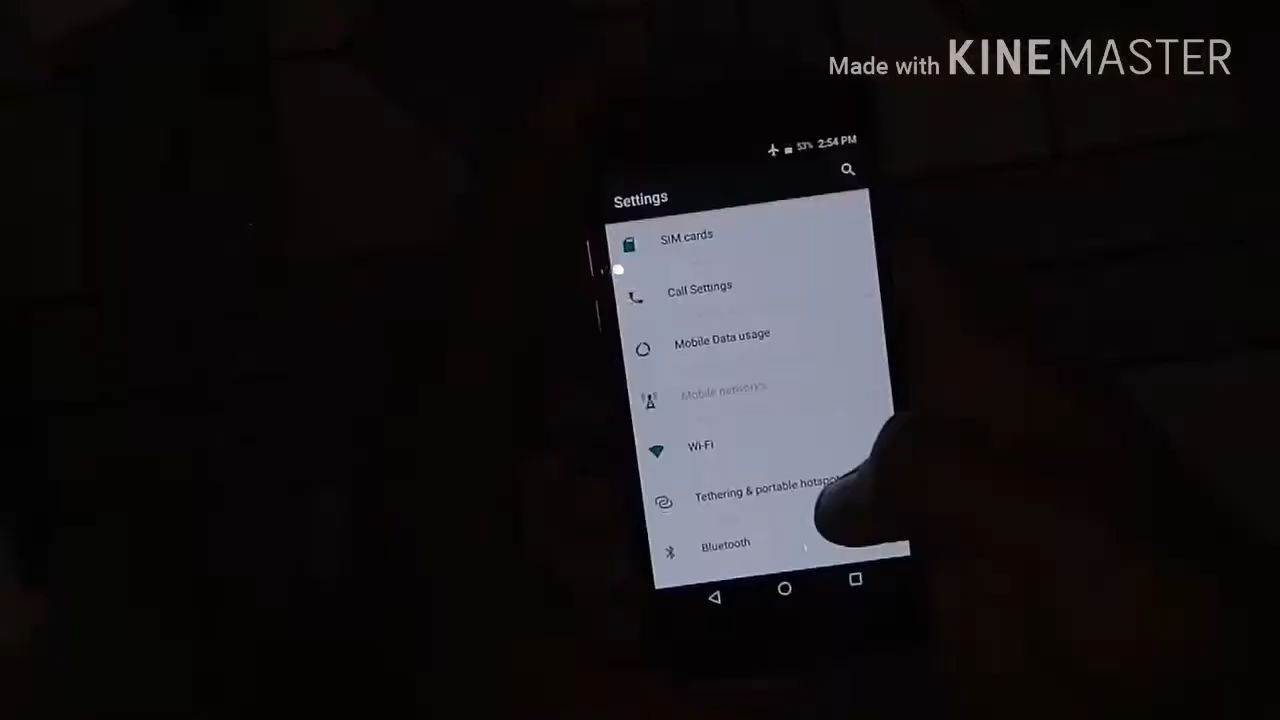 Made with KINEMASTER
53% 2:54 PM
Settings
SIM cards
Call Settings
Mobile Data usage
Mobile networks
Wi-Fi
Tethering & portable hotspot
Bluetooth